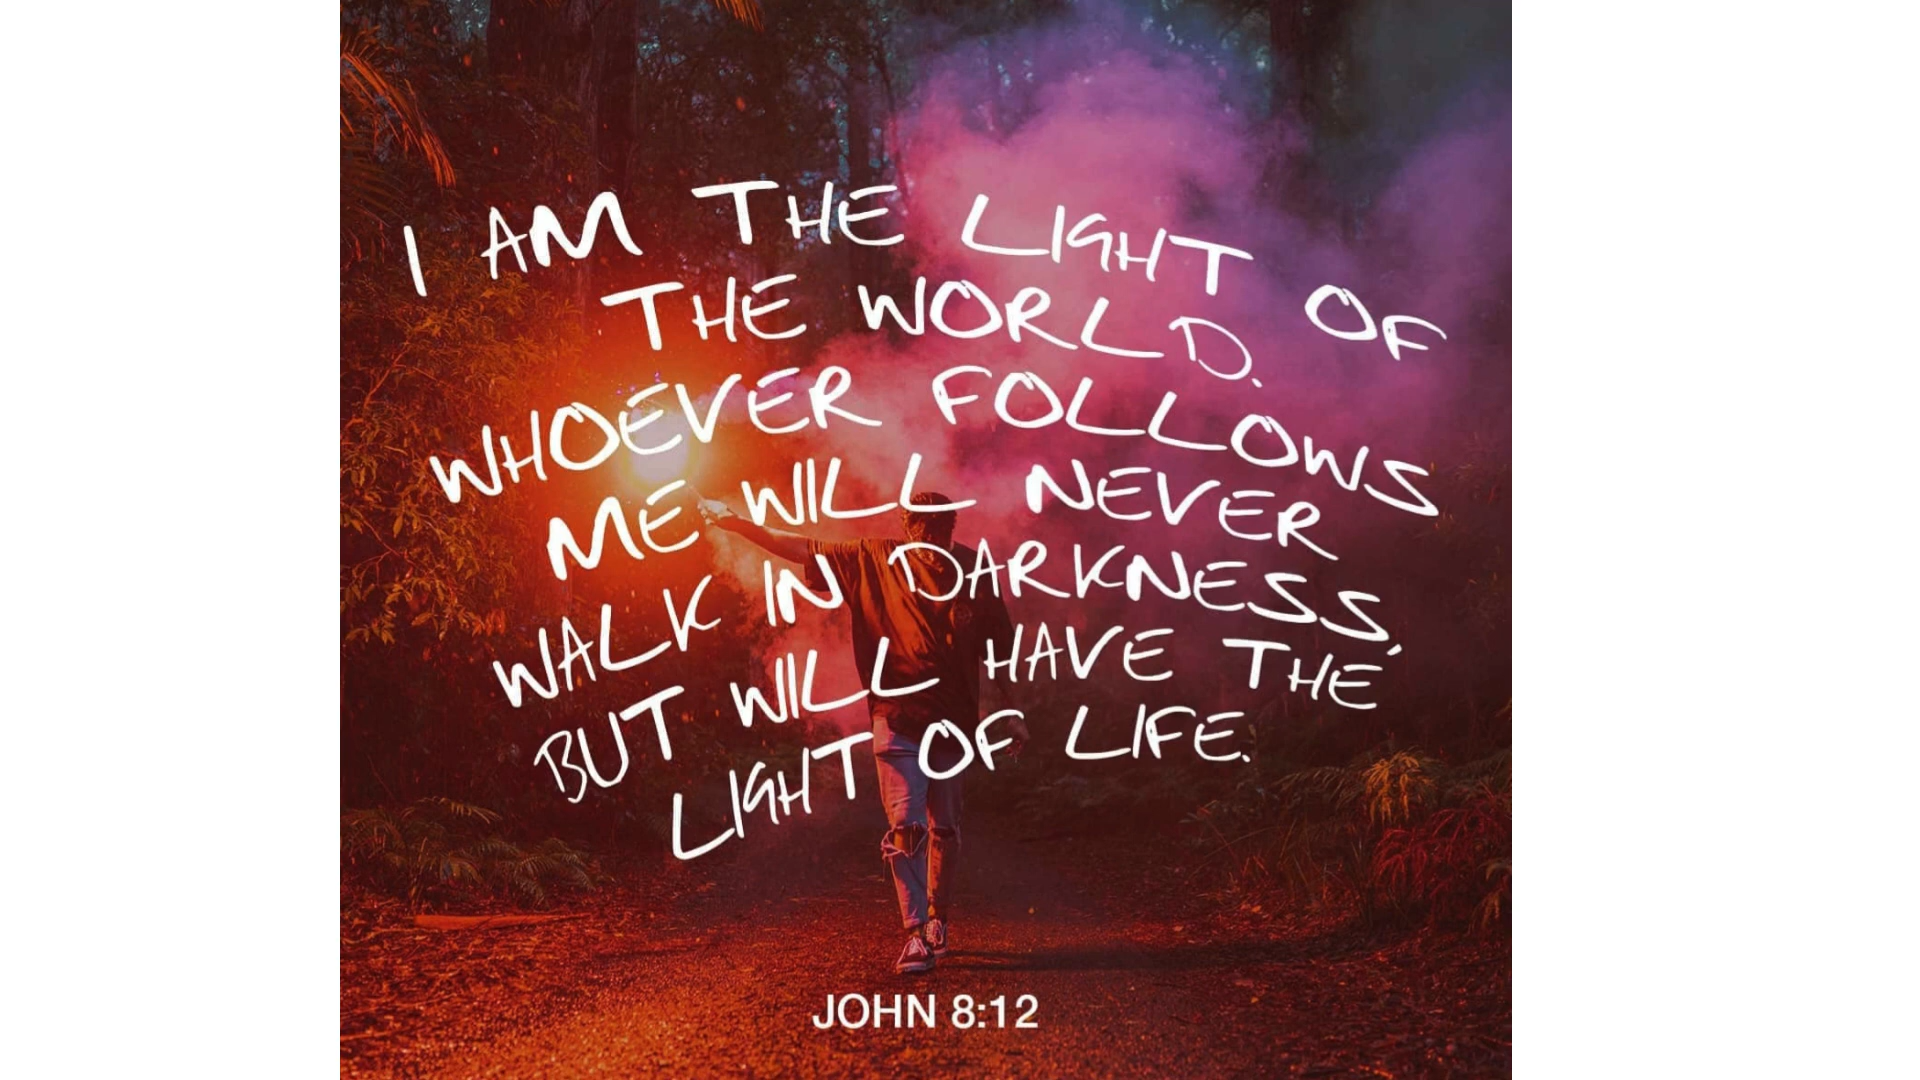 I AM THE LIGHT OF
THE WORLD.
WHOEVER FOLLOWS
ME WILL NEVER
WALK IN DARKNESS,
BUT WILL HAVE THE
LIGHT OF LIFE.
JOHN 8:12